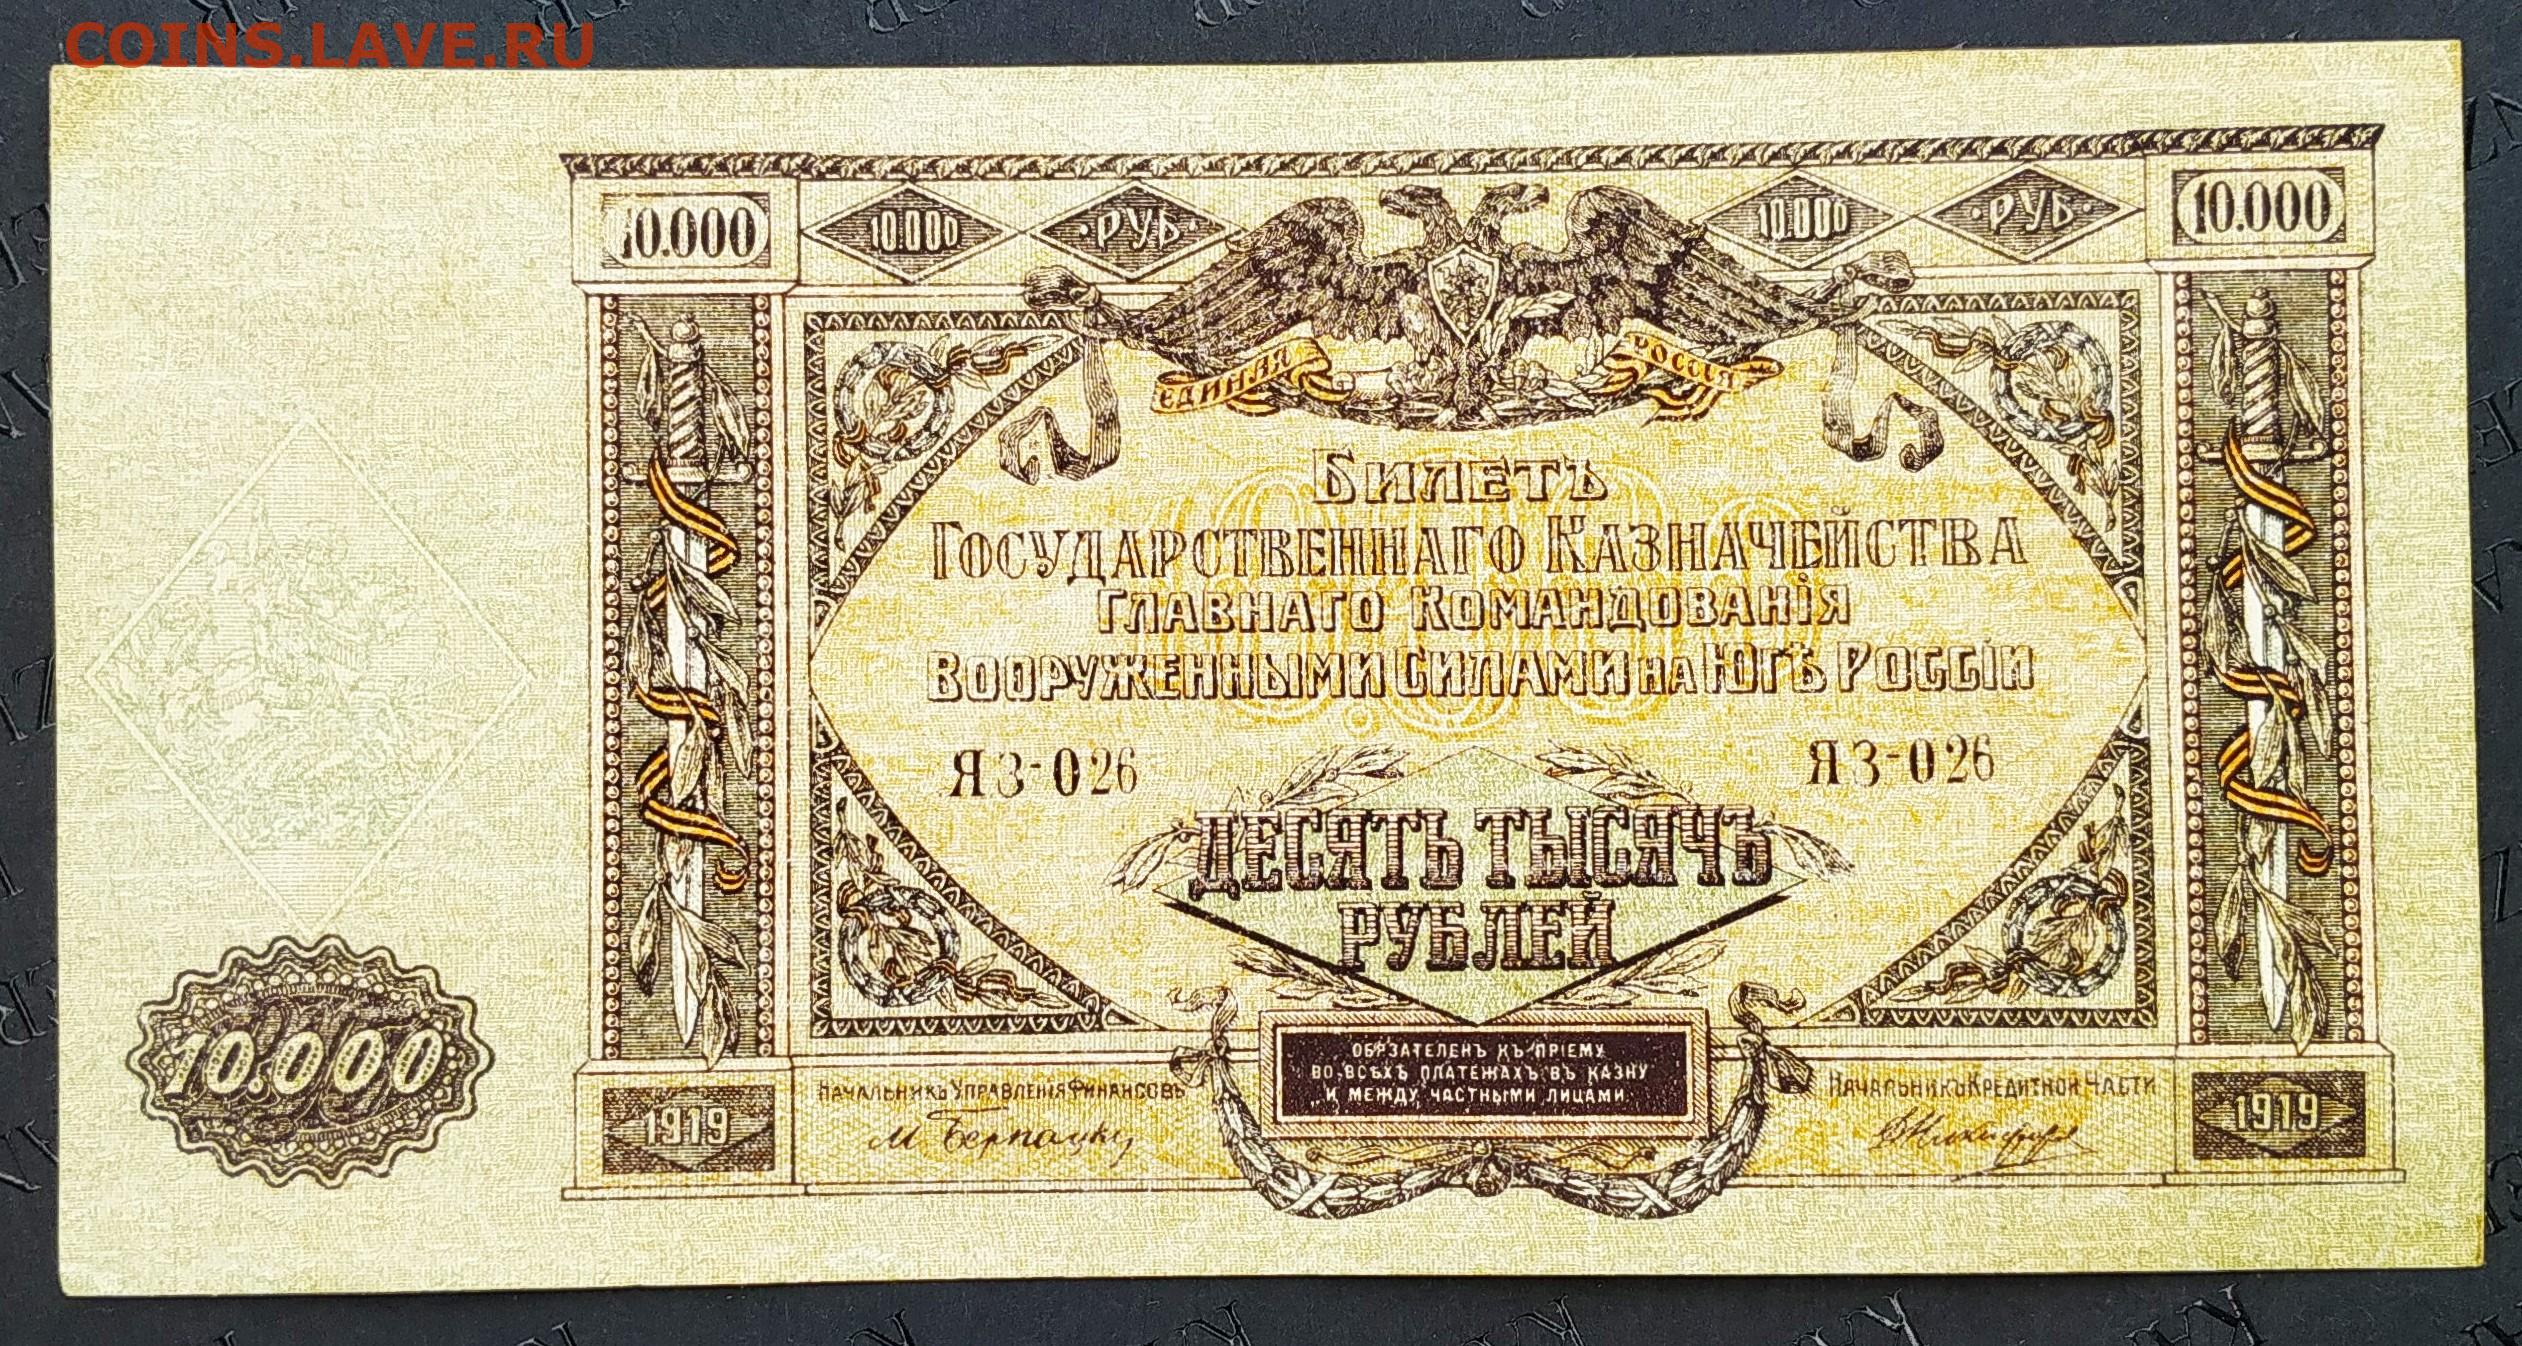 COINS.LAVE.RU
10.000 10.000 ·РУБ· 10.000 ·РУБ· 10.000
ЕДИНАЯ РОССІЯ
БИЛЕТЪ
ГОСУДАРСТВЕННАГО КАЗНАЧЕЙСТВА
ГЛАВНАГО КОМАНДОВАНІЯ
ВООРУЖЕННЫМИ СИЛАМИ НА ЮГѢ РОССІИ
10.000
ЯЗ-026 ЯЗ-026
ДЕСЯТЬ ТЫСЯЧЪ
РУБЛЕЙ
10.000
ОБЯЗАТЕЛЕНЪ КЪ ПРІЕМУ
ВО ВСѢХЪ ПЛАТЕЖАХЪ ВЪ КАЗНУ
И МЕЖДУ ЧАСТНЫМИ ЛИЦАМИ.
НАЧАЛЬНИКЪ УПРАВЛЕНІЯ ФИНАНСОВЪ НАЧАЛЬНИКЪ КРЕДИТНОЙ ЧАСТИ
1919 1919